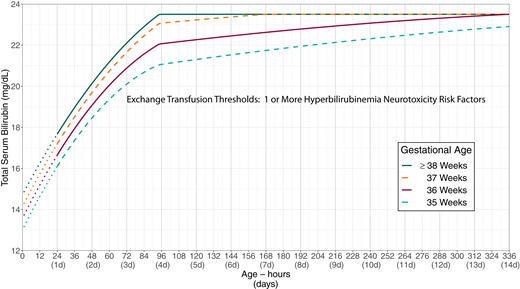 24
22
20
18
16
14
12
Total Serum Bilirubin (mg/dL)
Exchange Transfusion Thresholds: 1 or More Hyperbilirubinemia Neurotoxicity Risk Factors
Gestational Age
≥ 38 Weeks
37 Weeks
36 Weeks
35 Weeks
0 12 24 36 48 60 72 84 96 108 120 132 144 156 168 180 192 204 216 228 240 252 264 276 288 300 312 324 336
(1d) (2d) (3d) (4d) (5d) (6d) (7d) (8d) (9d) (10d) (11d) (12d) (13d) (14d)
Age – hours
(days)